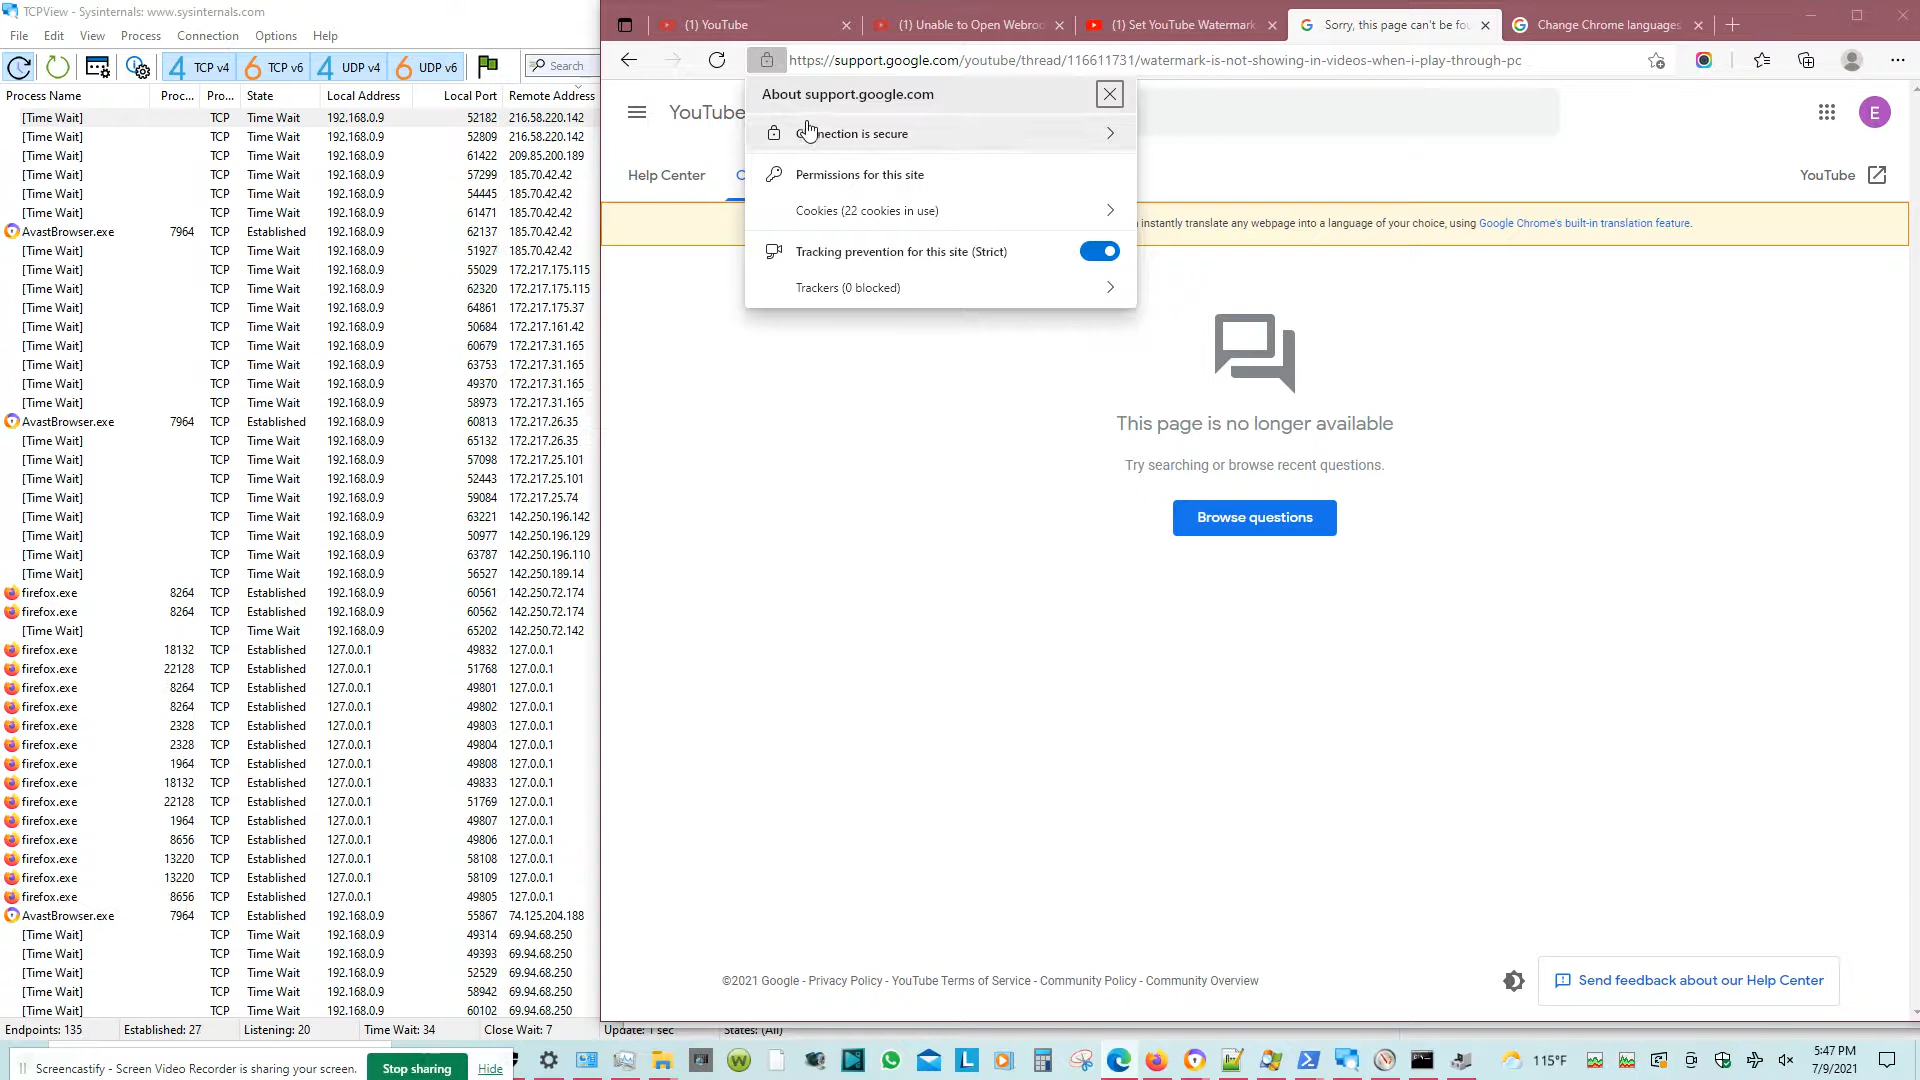 TCPView - Sysinternals: www.sysinternals.com
File Edit View Process Connection Options Help
4 TCP v4 6 TCP v6 4 UDP v4 6 UDP v6 Search
Process Name Proc... Pro... State Local Address Local Port Remote Address
[Time Wait] TCP Time Wait 192.168.0.9 52182 216.58.220.142
[Time Wait] TCP Time Wait 192.168.0.9 52809 216.58.220.142
[Time Wait] TCP Time Wait 192.168.0.9 61422 209.85.200.189
[Time Wait] TCP Time Wait 192.168.0.9 57299 185.70.42.42
[Time Wait] TCP Time Wait 192.168.0.9 54445 185.70.42.42
[Time Wait] TCP Time Wait 192.168.0.9 61471 185.70.42.42
AvastBrowser.exe 7964 TCP Established 192.168.0.9 62137 185.70.42.42
[Time Wait] TCP Time Wait 192.168.0.9 51927 185.70.42.42
[Time Wait] TCP Time Wait 192.168.0.9 55029 172.217.175.115
[Time Wait] TCP Time Wait 192.168.0.9 62320 172.217.175.115
[Time Wait] TCP Time Wait 192.168.0.9 64861 172.217.175.37
[Time Wait] TCP Time Wait 192.168.0.9 50684 172.217.161.42
[Time Wait] TCP Time Wait 192.168.0.9 60679 172.217.31.165
[Time Wait] TCP Time Wait 192.168.0.9 63753 172.217.31.165
[Time Wait] TCP Time Wait 192.168.0.9 49370 172.217.31.165
[Time Wait] TCP Time Wait 192.168.0.9 58973 172.217.31.165
AvastBrowser.exe 7964 TCP Established 192.168.0.9 60813 172.217.26.35
[Time Wait] TCP Time Wait 192.168.0.9 65132 172.217.26.35
[Time Wait] TCP Time Wait 192.168.0.9 57098 172.217.25.101
[Time Wait] TCP Time Wait 192.168.0.9 52443 172.217.25.101
[Time Wait] TCP Time Wait 192.168.0.9 59084 172.217.25.74
[Time Wait] TCP Time Wait 192.168.0.9 63221 142.250.196.142
[Time Wait] TCP Time Wait 192.168.0.9 50977 142.250.196.129
[Time Wait] TCP Time Wait 192.168.0.9 63787 142.250.196.110
[Time Wait] TCP Time Wait 192.168.0.9 56527 142.250.189.14
firefox.exe 8264 TCP Established 192.168.0.9 60561 142.250.72.174
firefox.exe 8264 TCP Established 192.168.0.9 60562 142.250.72.174
[Time Wait] TCP Time Wait 192.168.0.9 65202 142.250.72.142
firefox.exe 18132 TCP Established 127.0.0.1 49832 127.0.0.1
firefox.exe 22128 TCP Established 127.0.0.1 51768 127.0.0.1
firefox.exe 8264 TCP Established 127.0.0.1 49801 127.0.0.1
firefox.exe 8264 TCP Established 127.0.0.1 49802 127.0.0.1
firefox.exe 2328 TCP Established 127.0.0.1 49803 127.0.0.1
firefox.exe 2328 TCP Established 127.0.0.1 49804 127.0.0.1
firefox.exe 1964 TCP Established 127.0.0.1 49808 127.0.0.1
firefox.exe 18132 TCP Established 127.0.0.1 49833 127.0.0.1
firefox.exe 22128 TCP Established 127.0.0.1 51769 127.0.0.1
firefox.exe 1964 TCP Established 127.0.0.1 49807 127.0.0.1
firefox.exe 8656 TCP Established 127.0.0.1 49806 127.0.0.1
firefox.exe 13220 TCP Established 127.0.0.1 58108 127.0.0.1
firefox.exe 13220 TCP Established 127.0.0.1 58109 127.0.0.1
firefox.exe 8656 TCP Established 127.0.0.1 49805 127.0.0.1
AvastBrowser.exe 7964 TCP Established 192.168.0.9 55867 74.125.204.188
[Time Wait] TCP Time Wait 192.168.0.9 49314 69.94.68.250
[Time Wait] TCP Time Wait 192.168.0.9 49393 69.94.68.250
[Time Wait] TCP Time Wait 192.168.0.9 52529 69.94.68.250
[Time Wait] TCP Time Wait 192.168.0.9 58942 69.94.68.250
[Time Wait] TCP Time Wait 192.168.0.9 60102 69.94.68.250
Endpoints: 135 Established: 27 Listening: 20 Time Wait: 34 Close Wait: 7 Update: 1 sec States: (All)
(1) YouTube (1) Unable to Open Webroo (1) Set YouTube Watermark Sorry, this page can't be fou Change Chrome languages
https://support.google.com/youtube/thread/116611731/watermark-is-not-showing-in-videos-when-i-play-through-pc
About support.google.com
YouTube E
nnection is secure
Help Center Permissions for this site YouTube
Cookies (22 cookies in use)
instantly translate any webpage into a language of your choice, using Google Chrome's built-in translation feature.
Tracking prevention for this site (Strict)
Trackers (0 blocked)
This page is no longer available
Try searching or browse recent questions.
Browse questions
©2021 Google - Privacy Policy - YouTube Terms of Service - Community Policy - Community Overview
Send feedback about our Help Center
Screencastify - Screen Video Recorder is sharing your screen. Stop sharing Hide
115°F
5:47 PM
7/9/2021